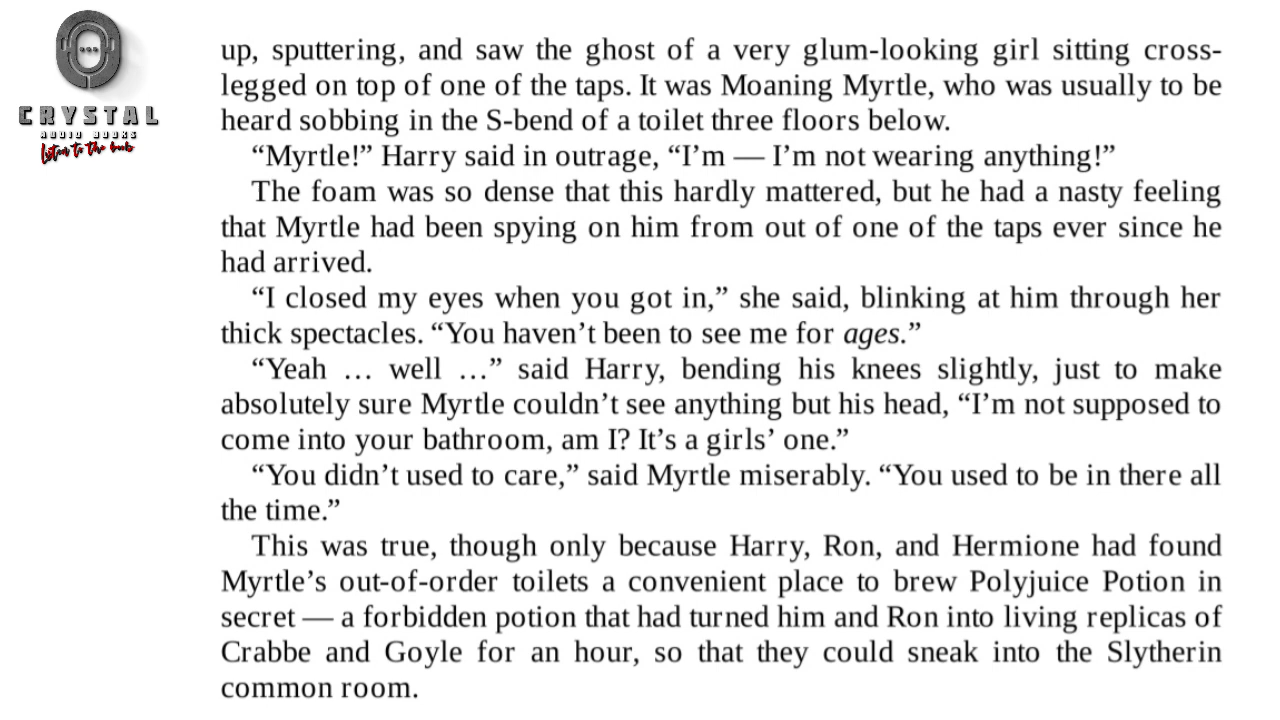 CRYSTAL
AUDIO BOOKS
Listen to the book
up, sputtering, and saw the ghost of a very glum-looking girl sitting cross-
legged on top of one of the taps. It was Moaning Myrtle, who was usually to be
heard sobbing in the S-bend of a toilet three floors below.
“Myrtle!” Harry said in outrage, “I’m — I’m not wearing anything!”
The foam was so dense that this hardly mattered, but he had a nasty feeling
that Myrtle had been spying on him from out of one of the taps ever since he
had arrived.
“I closed my eyes when you got in,” she said, blinking at him through her
thick spectacles. “You haven’t been to see me for ages.”
“Yeah … well …” said Harry, bending his knees slightly, just to make
absolutely sure Myrtle couldn’t see anything but his head, “I’m not supposed to
come into your bathroom, am I? It’s a girls’ one.”
“You didn’t used to care,” said Myrtle miserably. “You used to be in there all
the time.”
This was true, though only because Harry, Ron, and Hermione had found
Myrtle’s out-of-order toilets a convenient place to brew Polyjuice Potion in
secret — a forbidden potion that had turned him and Ron into living replicas of
Crabbe and Goyle for an hour, so that they could sneak into the Slytherin
common room.